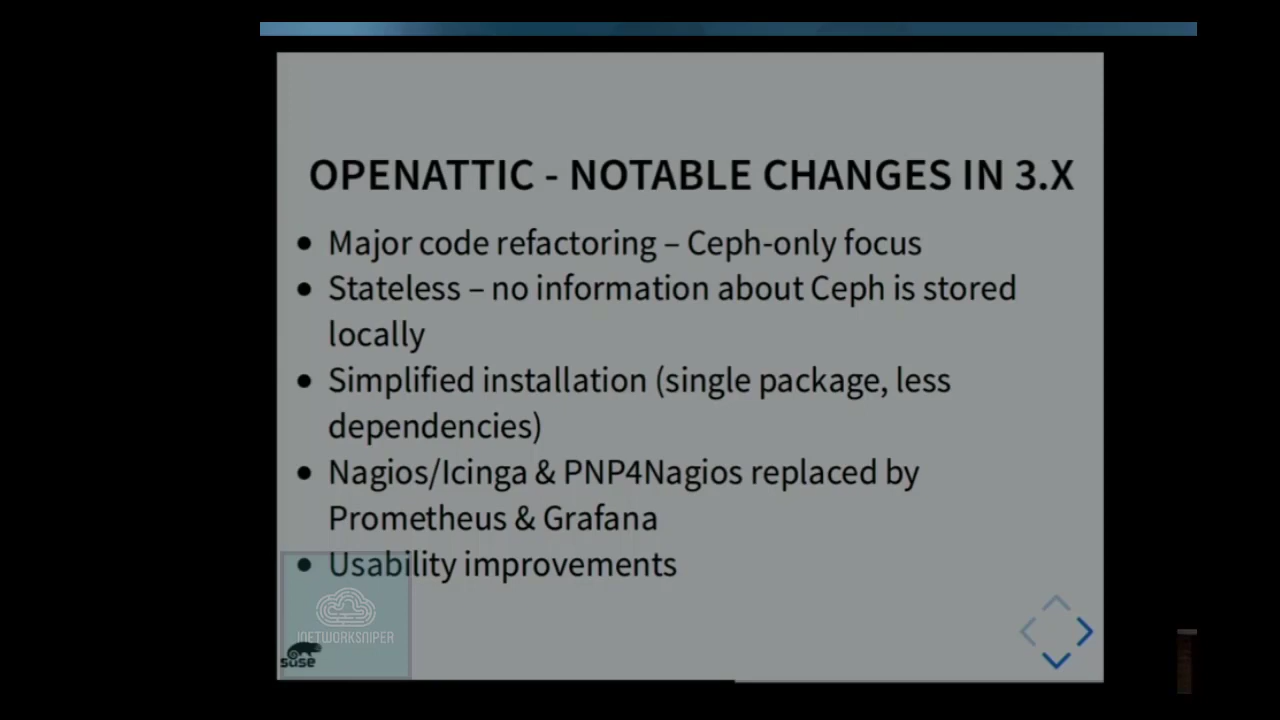 OPENATTIC - NOTABLE CHANGES IN 3.X
• Major code refactoring – Ceph-only focus
• Stateless – no information about Ceph is stored
locally
• Simplified installation (single package, less
dependencies)
• Nagios/Icinga & PNP4Nagios replaced by
Prometheus & Grafana
• Usability improvements
NETWORKSNIPER
suse